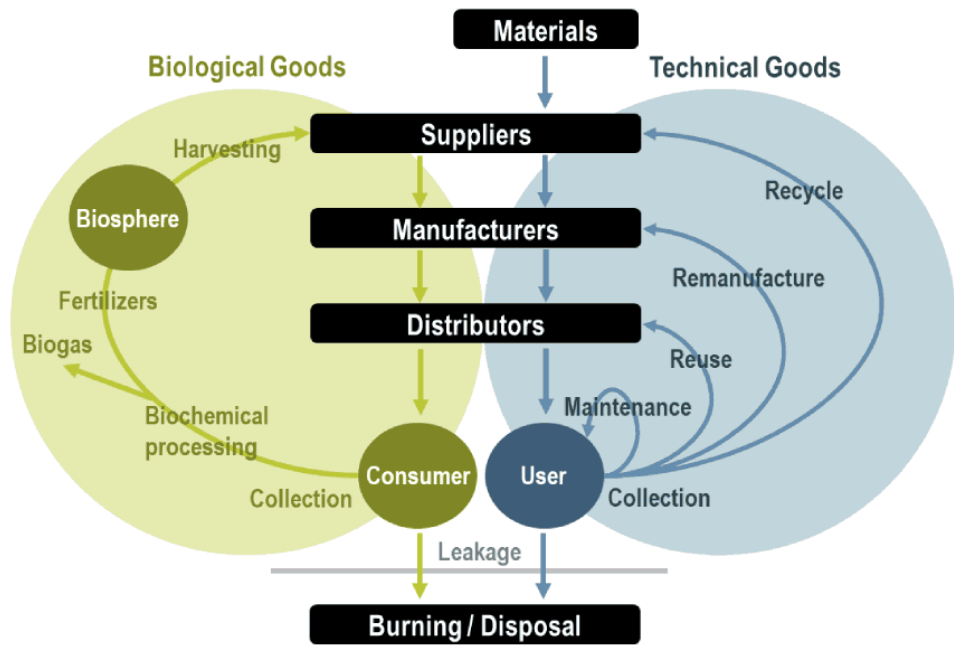 Materials
Biological Goods
Technical Goods
Suppliers
Harvesting
Recycle
Biosphere
Manufacturers
Remanufacture
Fertilizers
Distributors
Biogas
Reuse
Maintenance
Biochemical
processing
Consumer
User
Collection
Collection
Leakage
Burning / Disposal